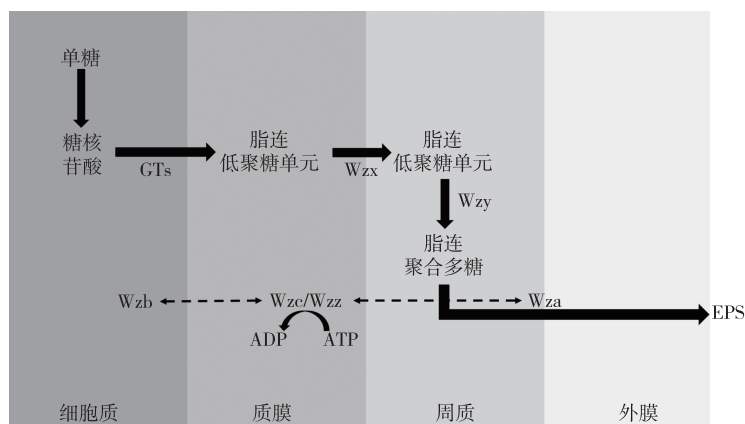 单糖
糖核
苷酸
GTs
脂连
低聚糖单元
Wzx
脂连
低聚糖单元
Wzy
脂连
聚合多糖
Wzb
Wzc/Wzz
Wza
EPS
ADP
ATP
细胞质
质膜
周质
外膜